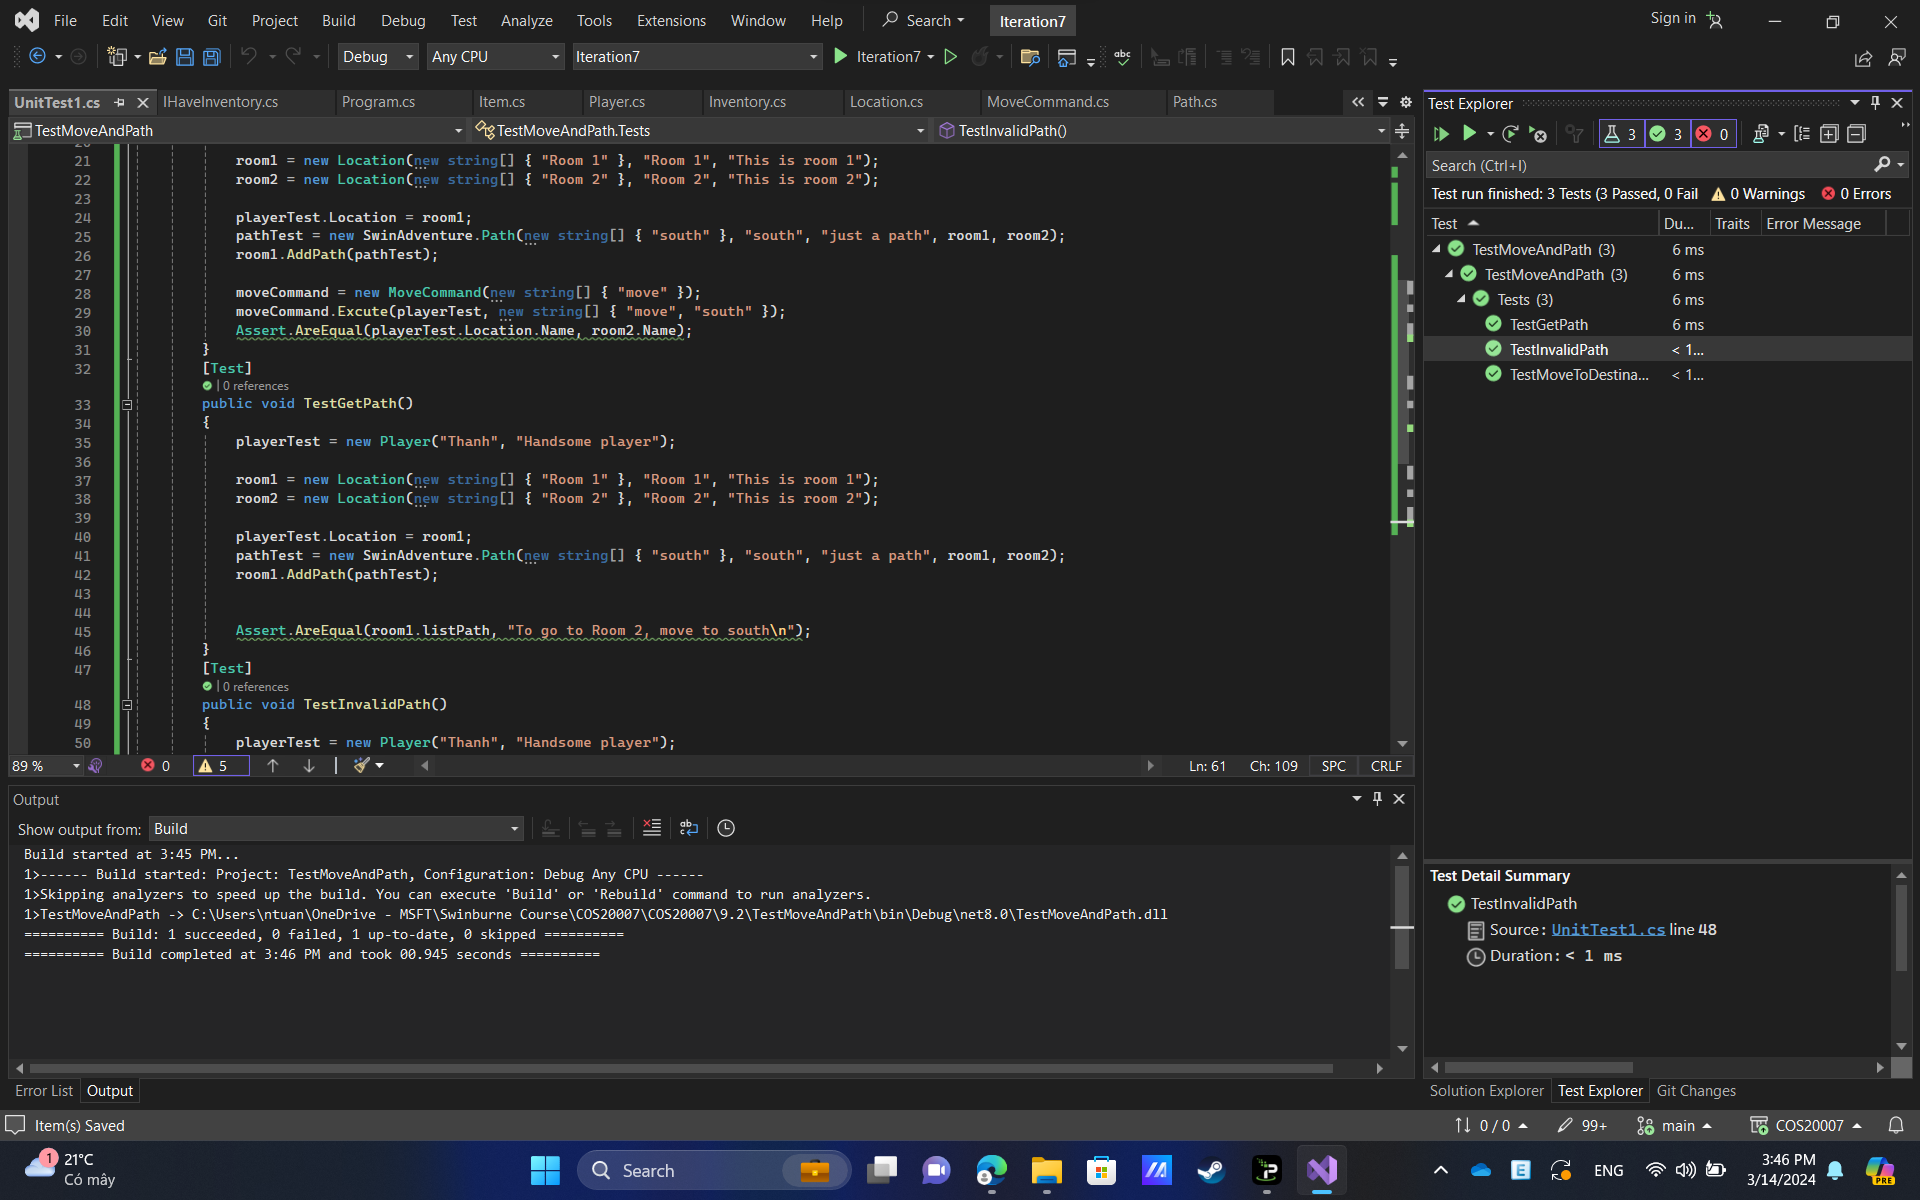 File Edit View Git Project Build Debug Test Analyze Tools Extensions Window Help Search Iteration7 Sign in
Debug Any CPU Iteration7 Iteration7
UnitTest1.cs IHaveInventory.cs Program.cs Item.cs Player.cs Inventory.cs Location.cs MoveCommand.cs Path.cs
TestMoveAndPath TestMoveAndPath.Tests TestInvalidPath()
21 room1 = new Location(new string[] { "Room 1" }, "Room 1", "This is room 1");
22 room2 = new Location(new string[] { "Room 2" }, "Room 2", "This is room 2");
23
24 playerTest.Location = room1;
25 pathTest = new SwinAdventure.Path(new string[] { "south" }, "south", "just a path", room1, room2);
26 room1.AddPath(pathTest);
27
28 moveCommand = new MoveCommand(new string[] { "move" });
29 moveCommand.Excute(playerTest, new string[] { "move", "south" });
30 Assert.AreEqual(playerTest.Location.Name, room2.Name);
31 }
32 [Test]
| 0 references
33 public void TestGetPath()
34 {
35 playerTest = new Player("Thanh", "Handsome player");
36
37 room1 = new Location(new string[] { "Room 1" }, "Room 1", "This is room 1");
38 room2 = new Location(new string[] { "Room 2" }, "Room 2", "This is room 2");
39
40 playerTest.Location = room1;
41 pathTest = new SwinAdventure.Path(new string[] { "south" }, "south", "just a path", room1, room2);
42 room1.AddPath(pathTest);
43
44
45 Assert.AreEqual(room1.listPath, "To go to Room 2, move to south\n");
46 }
47 [Test]
| 0 references
48 public void TestInvalidPath()
49 {
50 playerTest = new Player("Thanh", "Handsome player");
89 % 0 5 Ln: 61 Ch: 109 SPC CRLF
Output
Show output from: Build
Build started at 3:45 PM...
1>------ Build started: Project: TestMoveAndPath, Configuration: Debug Any CPU ------
1>Skipping analyzers to speed up the build. You can execute 'Build' or 'Rebuild' command to run analyzers.
1>TestMoveAndPath -> C:\Users\ntuan\OneDrive - MSFT\Swinburne Course\COS20007\COS20007\9.2\TestMoveAndPath\bin\Debug\net8.0\TestMoveAndPath.dll
========== Build: 1 succeeded, 0 failed, 1 up-to-date, 0 skipped ==========
========== Build completed at 3:46 PM and took 00.945 seconds ==========
Error List Output
Test Explorer
3 3 0
Search (Ctrl+I)
Test run finished: 3 Tests (3 Passed, 0 Fail 0 Warnings 0 Errors
Test Du... Traits Error Message
TestMoveAndPath (3) 6 ms
TestMoveAndPath (3) 6 ms
Tests (3) 6 ms
TestGetPath 6 ms
TestInvalidPath < 1...
TestMoveToDestina... < 1...
Test Detail Summary
TestInvalidPath
Source: UnitTest1.cs line 48
Duration: < 1 ms
Solution Explorer Test Explorer Git Changes
Item(s) Saved 0 / 0 99+ main COS20007
1 21°C
Có mây
Search
ENG
3:46 PM
3/14/2024
PRE